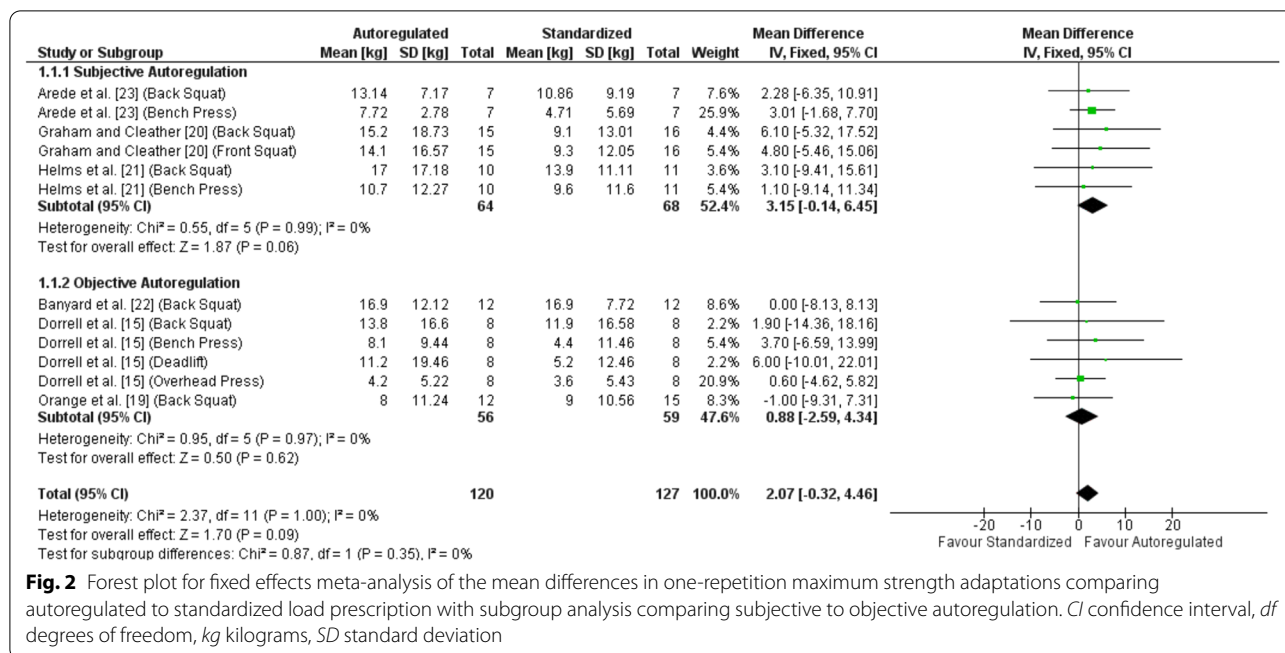 Autoregulated Standardized Mean Difference Mean Difference
Study or Subgroup Mean [kg] SD [kg] Total Mean [kg] SD [kg] Total Weight IV, Fixed, 95% CI IV, Fixed, 95% CI
1.1.1 Subjective Autoregulation
Arede et al. [23] (Back Squat) 13.14 7.17 7 10.86 9.19 7 7.6% 2.28 [-6.35, 10.91]
Arede et al. [23] (Bench Press) 7.72 2.78 7 4.71 5.69 7 25.9% 3.01 [-1.68, 7.70]
Graham and Cleather [20] (Back Squat) 15.2 18.73 15 9.1 13.01 16 4.4% 6.10 [-5.32, 17.52]
Graham and Cleather [20] (Front Squat) 14.1 16.57 15 9.3 12.05 16 5.4% 4.80 [-5.46, 15.06]
Helms et al. [21] (Back Squat) 17 17.18 10 13.9 11.11 11 3.6% 3.10 [-9.41, 15.61]
Helms et al. [21] (Bench Press) 10.7 12.27 10 9.6 11.6 11 5.4% 1.10 [-9.14, 11.34]
Subtotal (95% CI) 64 68 52.4% 3.15 [-0.14, 6.45]
Heterogeneity: Chi² = 0.55, df = 5 (P = 0.99); I² = 0%
Test for overall effect: Z = 1.87 (P = 0.06)
1.1.2 Objective Autoregulation
Banyard et al. [22] (Back Squat) 16.9 12.12 12 16.9 7.72 12 8.6% 0.00 [-8.13, 8.13]
Dorrell et al. [15] (Back Squat) 13.8 16.6 8 11.9 16.58 8 2.2% 1.90 [-14.36, 18.16]
Dorrell et al. [15] (Bench Press) 8.1 9.44 8 4.4 11.46 8 5.4% 3.70 [-6.59, 13.99]
Dorrell et al. [15] (Deadlift) 11.2 19.46 8 5.2 12.46 8 2.2% 6.00 [-10.01, 22.01]
Dorrell et al. [15] (Overhead Press) 4.2 5.22 8 3.6 5.43 8 20.9% 0.60 [-4.62, 5.82]
Orange et al. [19] (Back Squat) 8 11.24 12 9 10.56 15 8.3% -1.00 [-9.31, 7.31]
Subtotal (95% CI) 56 59 47.6% 0.88 [-2.59, 4.34]
Heterogeneity: Chi² = 0.95, df = 5 (P = 0.97); I² = 0%
Test for overall effect: Z = 0.50 (P = 0.62)
Total (95% CI) 120 127 100.0% 2.07 [-0.32, 4.46]
Heterogeneity: Chi² = 2.37, df = 11 (P = 1.00); I² = 0%
Test for overall effect: Z = 1.70 (P = 0.09)
Test for subgroup differences: Chi² = 0.87, df = 1 (P = 0.35), I² = 0%
-20 -10 0 10 20
Favour Standardized Favour Autoregulated
Fig. 2 Forest plot for fixed effects meta-analysis of the mean differences in one-repetition maximum strength adaptations comparing
autoregulated to standardized load prescription with subgroup analysis comparing subjective to objective autoregulation. CI confidence interval, df
degrees of freedom, kg kilograms, SD standard deviation